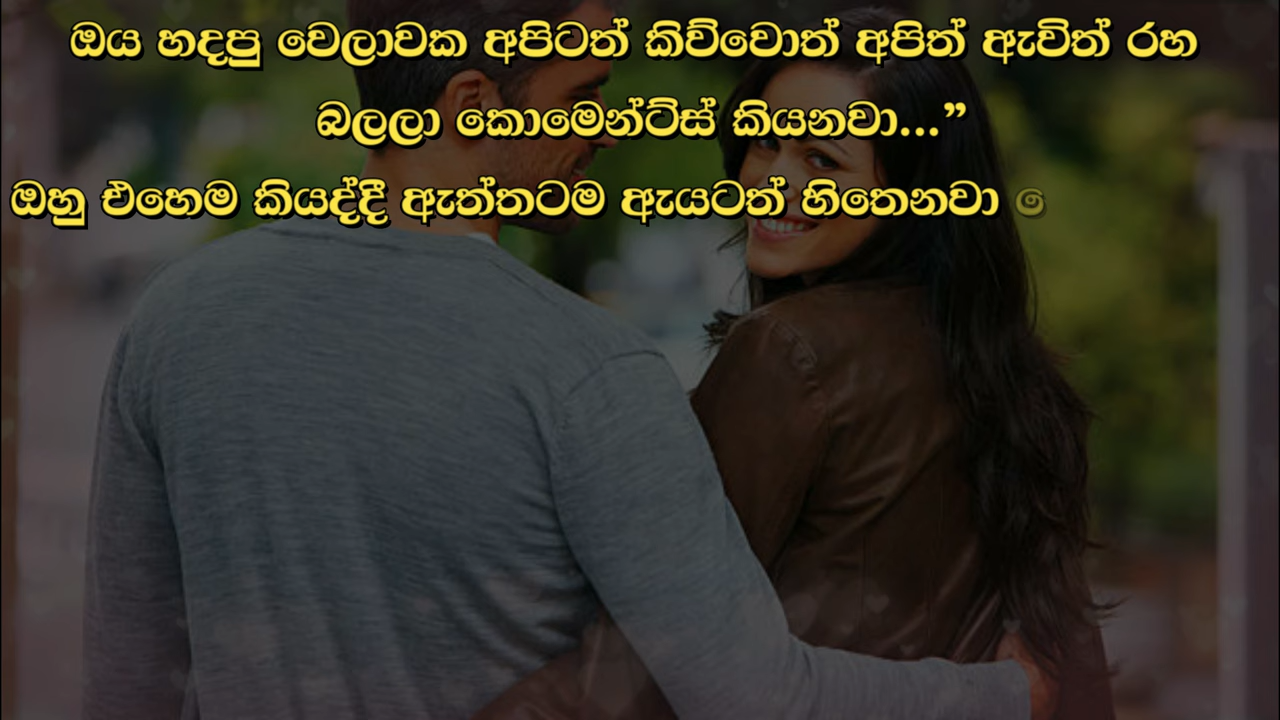 ඔය හදපු වෙලාවක අපිටත් කිව්වොත් අපිත් ඇවිත් රහ
බලලා කොමෙන්ට්ස් කියනවා...”
ඔහු එහෙම කියද්දී ඇත්තටම ඇයටත් හිතෙනවා